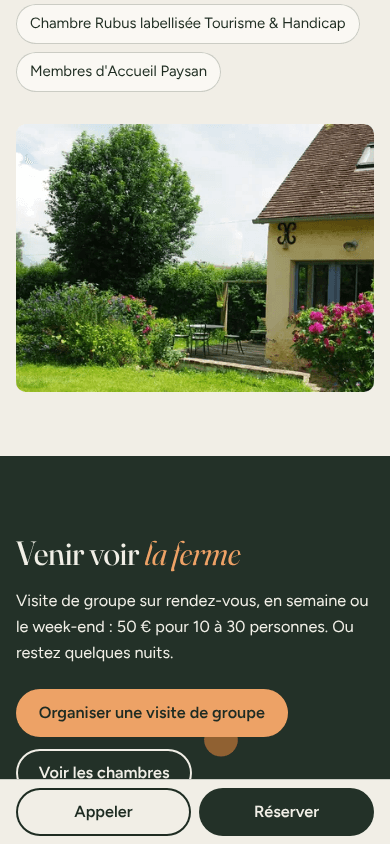 Chambre Rubus labellisée Tourisme & Handicap
Membres d'Accueil Paysan
Venir voir la ferme
Visite de groupe sur rendez-vous, en semaine ou
le week-end : 50 € pour 10 à 30 personnes. Ou
restez quelques nuits.
Organiser une visite de groupe
Voir les chambres
Appeler
Réserver